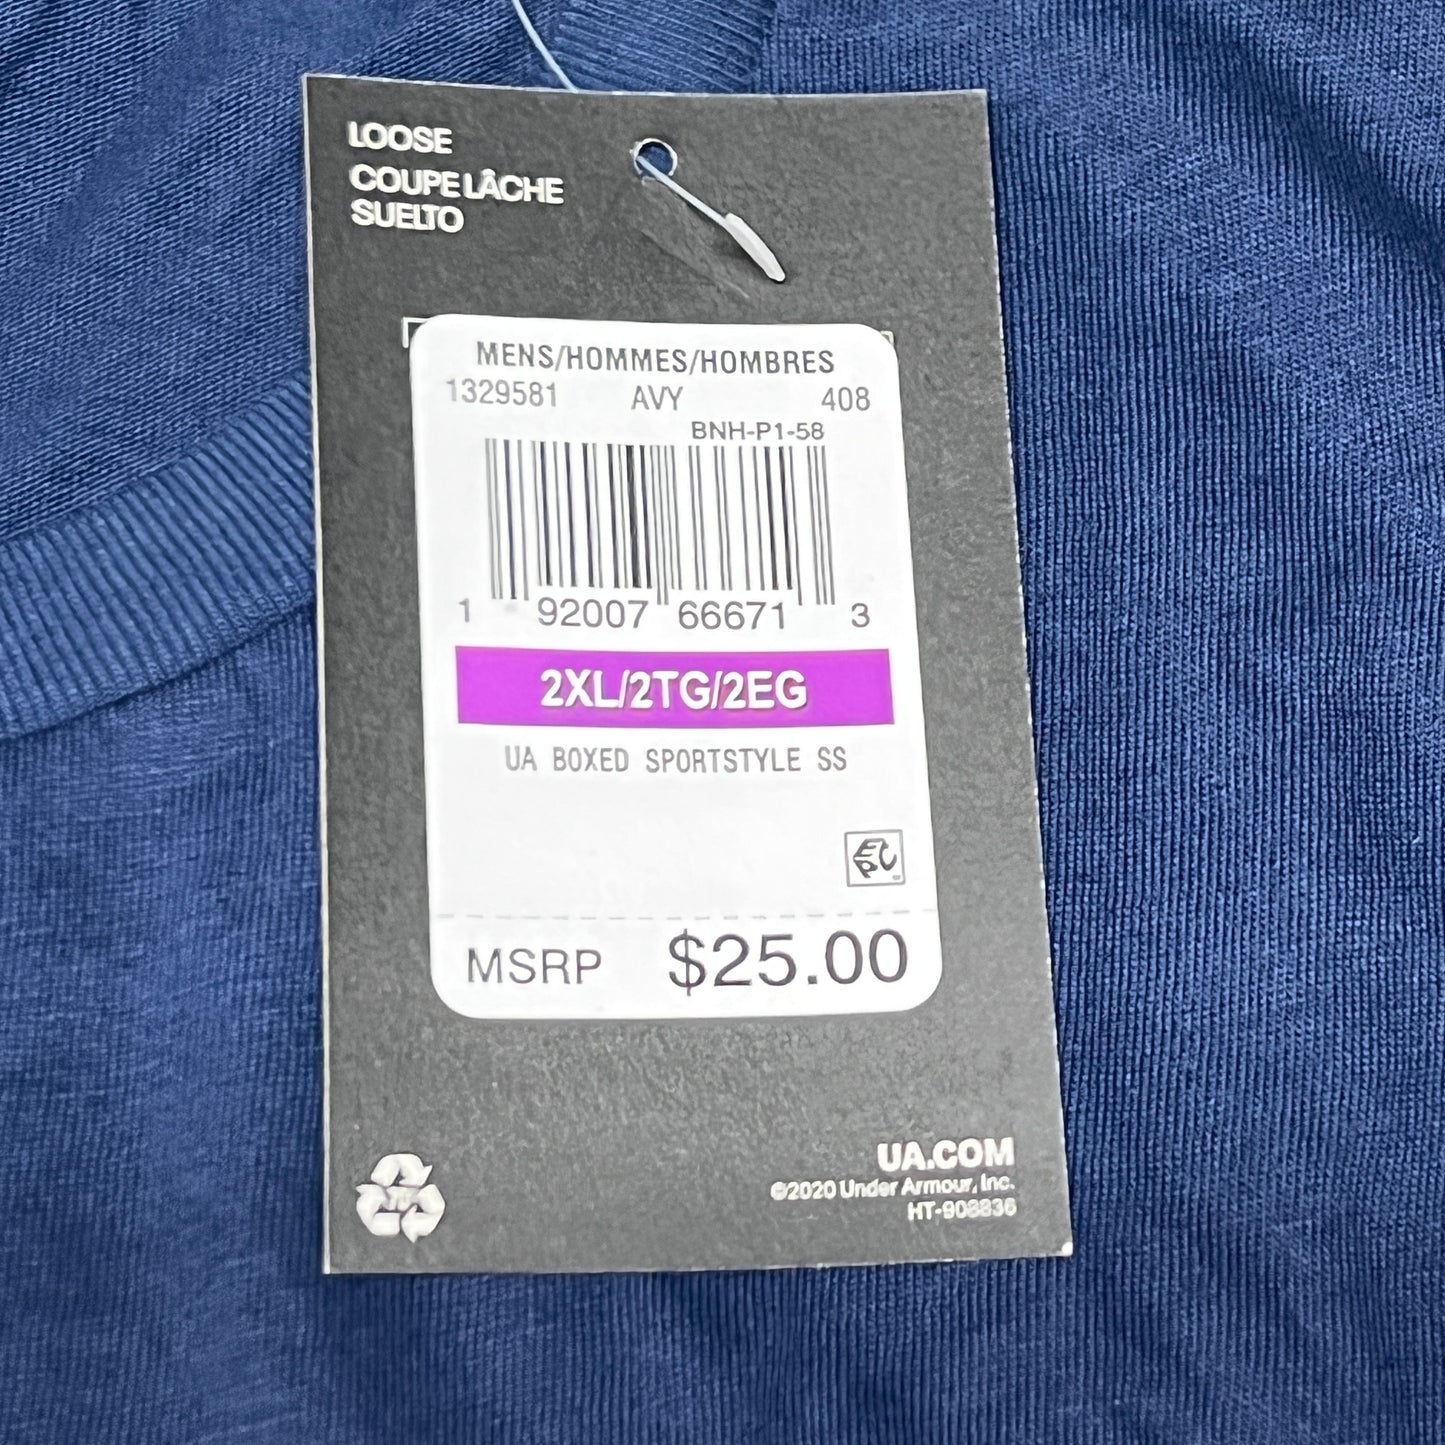 LOOSE
COUPE LÂCHE
SUELTO
MENS/HOMMES/HOMBRES
1329581 AVY 408
BNH-P1-58
1 92007 66671 3
2XL/2TG/2EG
UA BOXED SPORTSTYLE SS
EPC
MSRP $25.00
UA.COM
©2020 Under Armour, Inc.
HT-908836